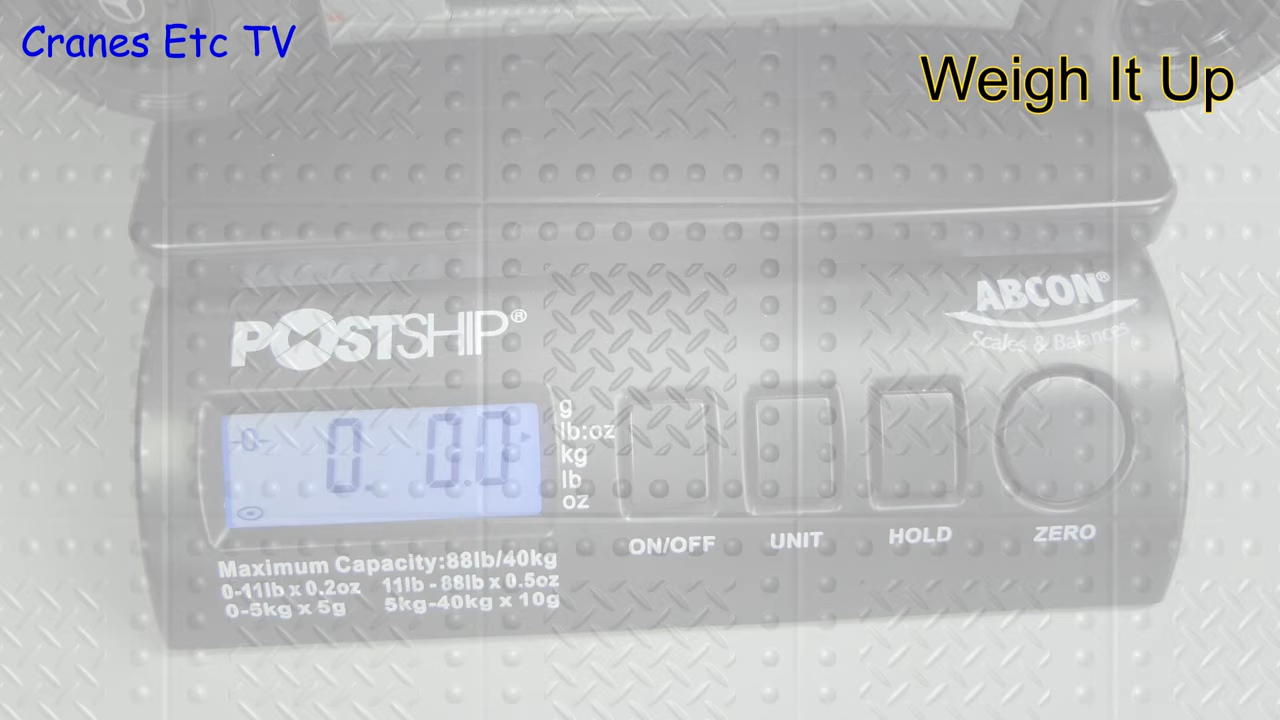 Cranes Etc TV
Weigh It Up
ABCON®
Scales & Balances
POSTSHIP®
0. 0.0
g
lb:oz
kg
lb
oz
ON/OFF
UNIT
HOLD
ZERO
Maximum Capacity:88lb/40kg
0-11lb x 0.2oz 11lb - 88lb x 0.5oz
0-5kg x 5g 5kg-40kg x 10g